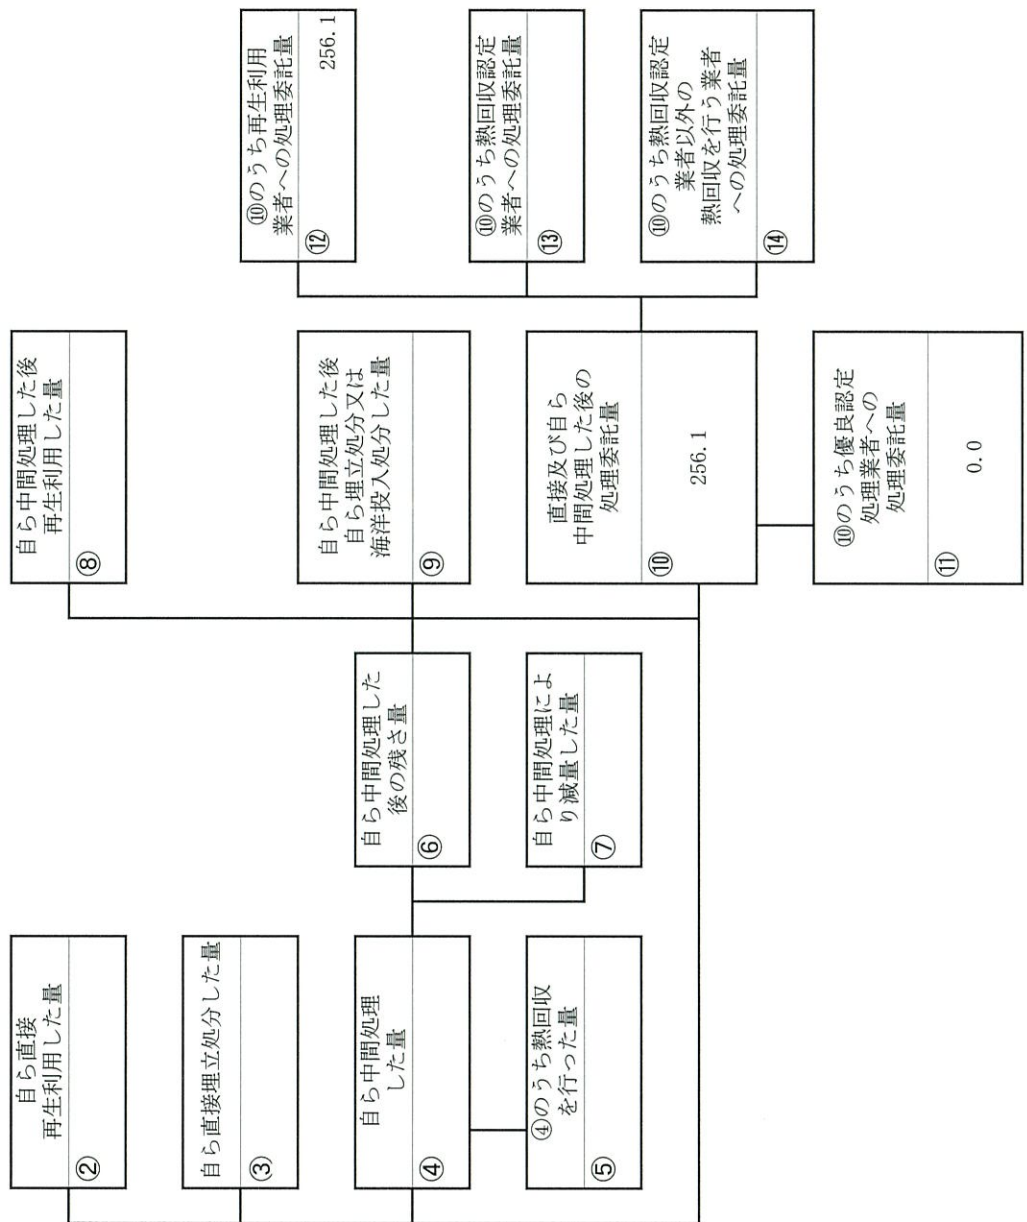 自ら直接
再生利用した量
②
自ら直接埋立処分した量
③
自ら中間処理
した量
④
④のうち熱回収
を行った量
⑤
自ら中間処理した
後の残さ量
⑥
自ら中間処理によ
り減量した量
⑦
自ら中間処理した後
再生利用した量
⑧
自ら中間処理した後
自ら埋立処分又は
海洋投入処分した量
⑨
直接及び自ら
中間処理した後の
処理委託量
⑩
256.1
⑩のうち優良認定
処理業者への
処理委託量
⑪
0.0
⑩のうち再生利用
業者への処理委託量
⑫
256.1
⑩のうち熱回収認定
業者への処理委託量
⑬
⑩のうち熱回収認定
業者以外の
熱回収を行う業者
への処理委託量
⑭